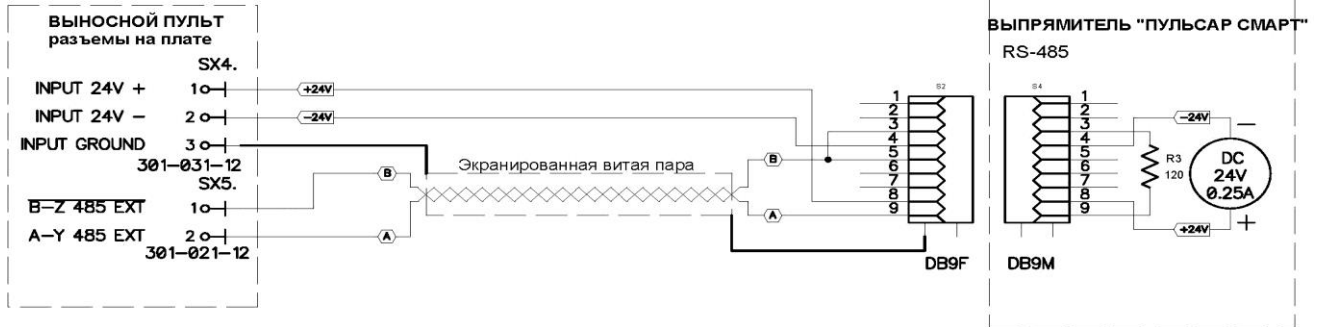 ВЫНОСНОЙ ПУЛЬТ
разъемы на плате
SX4.
INPUT 24V + 1
INPUT 24V – 2
INPUT GROUND 3
301–031–12
SX5.
B–Z 485 EXT 1
A–Y 485 EXT 2
301–021–12
+24V
–24V
B
A
Экранированная витая пара
B
A
S2
1
2
3
4
5
6
7
8
9
DB9F
ВЫПРЯМИТЕЛЬ "ПУЛЬСАР СМАРТ"
RS-485
S4
1
2
3
4
5
6
7
8
9
DB9M
–24V
R3
120
–
DC
24V
0.25A
+
+24V